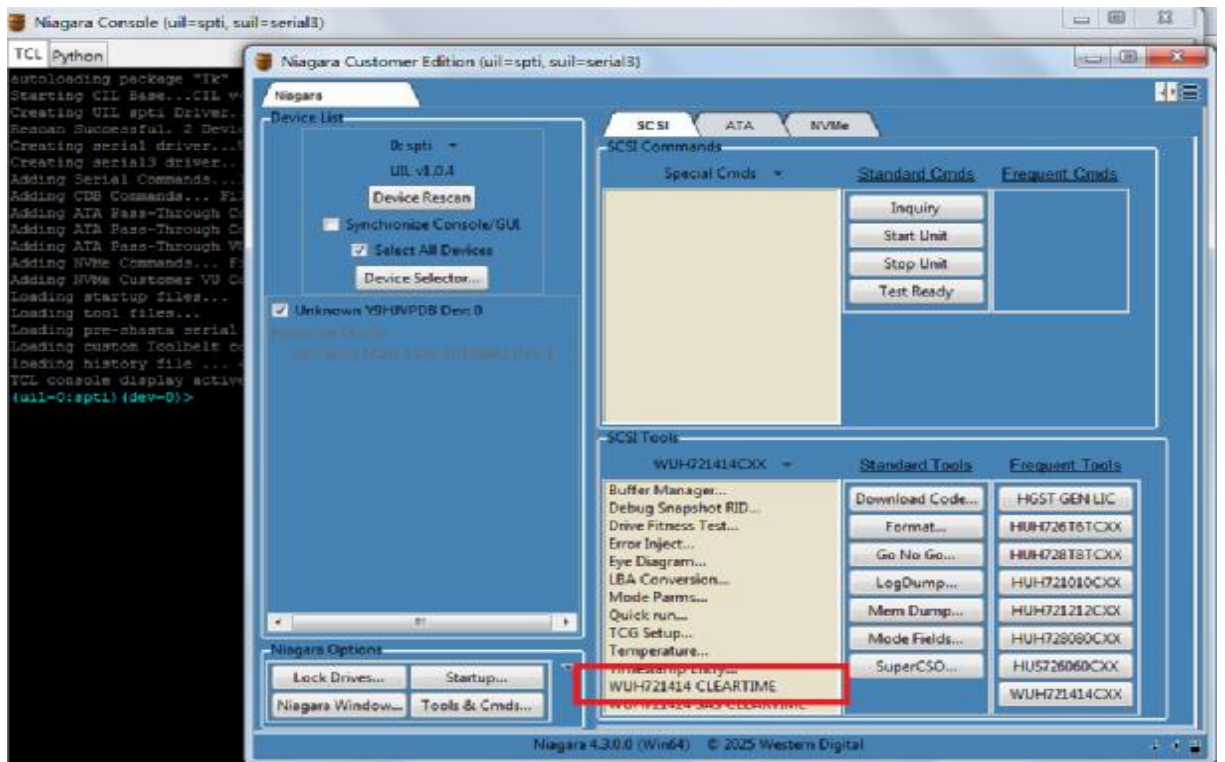 Niagara Console (uil=spti, suil=serial3)
TCL Python
autoloading package "Tk"
Starting CIL Base...CIL v
Creating UIL spti Driver.
Rescan Successful. 2 Devi
Creating serial driver...
Creating serial3 driver...
Adding Serial Commands...
Adding CDB Commands... Fi
Adding ATA Pass-Through C
Adding ATA Pass-Through C
Adding ATA Pass-Through VU
Adding NVMe Commands... F
Adding NVMe Customer VU C
Loading startup files...
Loading tool files...
Loading pre-shasta serial
Loading custom Toolbelt c
loading history file ...
TCL console display active
(uil-0:spti)(dev-0)>
Niagara Customer Edition (uil=spti, suil=serial3)
Niagara
Device List
0: spti
UIL v1.0.4
Device Rescan
Synchronize Console/GUI
Select All Devices
Device Selector...
Unknown Dev: 0
Niagara Options
Lock Drives... Startup...
Niagara Window... Tools & Cmds...
SCSI ATA NVMe
SCSI Commands
Special Cmds Standard Cmds Frequent Cmds
Inquiry
Start Unit
Stop Unit
Test Ready
SCSI Tools
WUH721414CXX Standard Tools Frequent Tools
Buffer Manager...
Debug Snapshot RID...
Drive Fitness Test...
Error Inject...
Eye Diagram...
LBA Conversion...
Mode Parms...
Quick run...
TCG Setup...
Temperature...
Timestamp Entry...
WUH721414 CLEARTIME
WUH721414 SAS CLEARTIME
Download Code...
Format...
Go No Go...
LogDump...
Mem Dump...
Mode Fields...
SuperCSO...
HGST GEN LIC
HUH726T6TCXX
HUH728T8TCXX
HUH721010CXX
HUH721212CXX
HUH728080CXX
HUS726060CXX
WUH721414CXX
Niagara 4.3.0.0 (Win64) © 2025 Western Digital